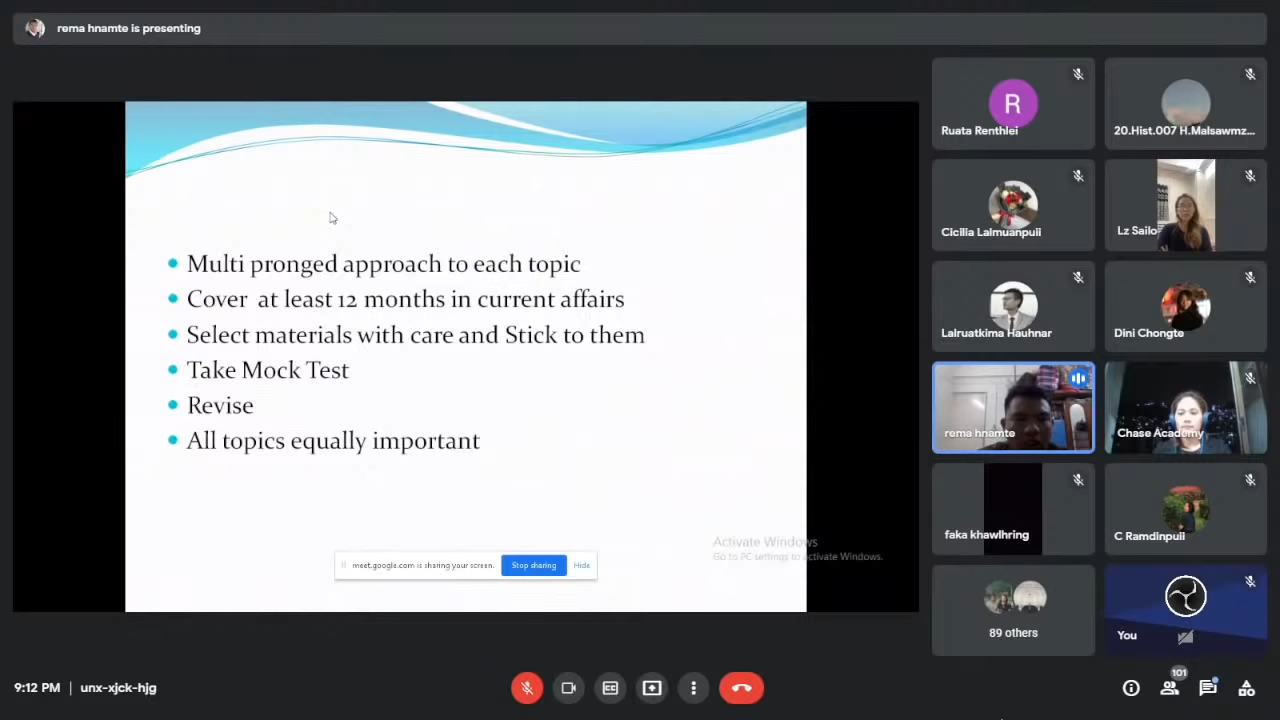 rema hnamte is presenting
Multi pronged approach to each topic
Cover at least 12 months in current affairs
Select materials with care and Stick to them
Take Mock Test
Revise
All topics equally important
Activate Windows
Go to PC settings to activate Windows.
meet.google.com is sharing your screen.
Stop sharing
Hide
R
Ruata Renthlei
20.Hist.007 H.Malsawmz...
Cicilia Lalmuanpuii
Lz Sailo
Lalruatkima Hauhnar
Dini Chongte
rema hnamte
Chase Academy
faka khawlhring
C Ramdinpuii
89 others
You
9:12 PM | unx-xjck-hjg
CC
101